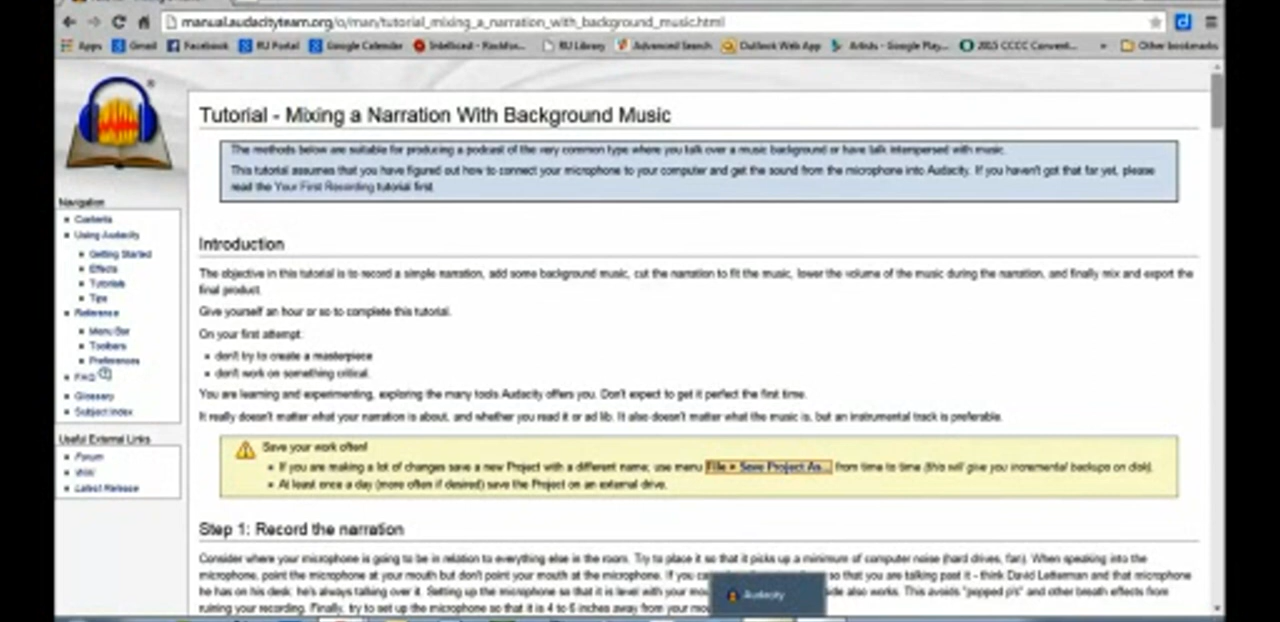 manual.audacityteam.org/o/man/tutorial_mixing_a_narration_with_background_music.html
Apps Gmail Facebook RU Portal Google Calendar RU Library Advanced Search Outlook Web App Artists - Google Play... 2015 CCCC Convent... » Other bookmarks
Tutorial - Mixing a Narration With Background Music
The methods below are suitable for producing a podcast of the very common type where you talk over a music background or have talk interspersed with music.
This tutorial assumes that you have figured out how to connect your microphone to your computer and get the sound from the microphone into Audacity. If you haven't got that far yet, please
read the Your First Recording tutorial first.
Navigation
Contents
Using Audacity
Getting Started
Effects
Tutorials
Tips
Reference
Menu Bar
Toolbars
Preferences
FAQ
Glossary
Subject Index
Useful External Links
Forum
Wiki
Latest Release
Introduction
The objective in this tutorial is to record a simple narration, add some background music, cut the narration to fit the music, lower the volume of the music during the narration, and finally mix and export the
final product.
Give yourself an hour or so to complete this tutorial.
On your first attempt:
don't try to create a masterpiece
don't work on something critical.
You are learning and experimenting, exploring the many tools Audacity offers you. Don't expect to get it perfect the first time.
It really doesn't matter what your narration is about, and whether you read it or ad lib. It also doesn't matter what the music is, but an instrumental track is preferable.
Save your work often!
If you are making a lot of changes save a new Project with a different name; use menu File > Save Project As... from time to time (this will give you incremental backups on disk).
At least once a day (more often if desired) save the Project on an external drive.
Step 1: Record the narration
Consider where your microphone is going to be in relation to everything else in the room. Try to place it so that it picks up a minimum of computer noise (hard drives, fan). When speaking into the
microphone, point the microphone at your mouth but don't point your mouth at the microphone. If you can so that you are talking past it - think David Letterman and that microphone
he has on his desk: he's always talking over it. Setting up the microphone so that it is level with your mou Audacity de also works. This avoids "popped p's" and other breath effects from
ruining your recording. Finally, try to set up the microphone so that it is 4 to 6 inches away from your mou